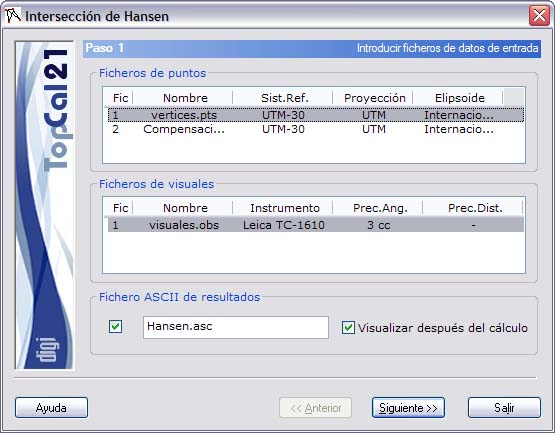 Intersección de Hansen
TopCal 21
digi
Paso 1 Introducir ficheros de datos de entrada
Ficheros de puntos
Fic Nombre Sist.Ref. Proyección Elipsoide
1 vertices.pts UTM-30 UTM Internacio...
2 Compensaci... UTM-30 UTM Internacio...
Ficheros de visuales
Fic Nombre Instrumento Prec.Ang. Prec.Dist.
1 visuales.obs Leica TC-1610 3 cc -
Fichero ASCII de resultados
Hansen.asc Visualizar después del cálculo
Ayuda << Anterior Siguiente >> Salir